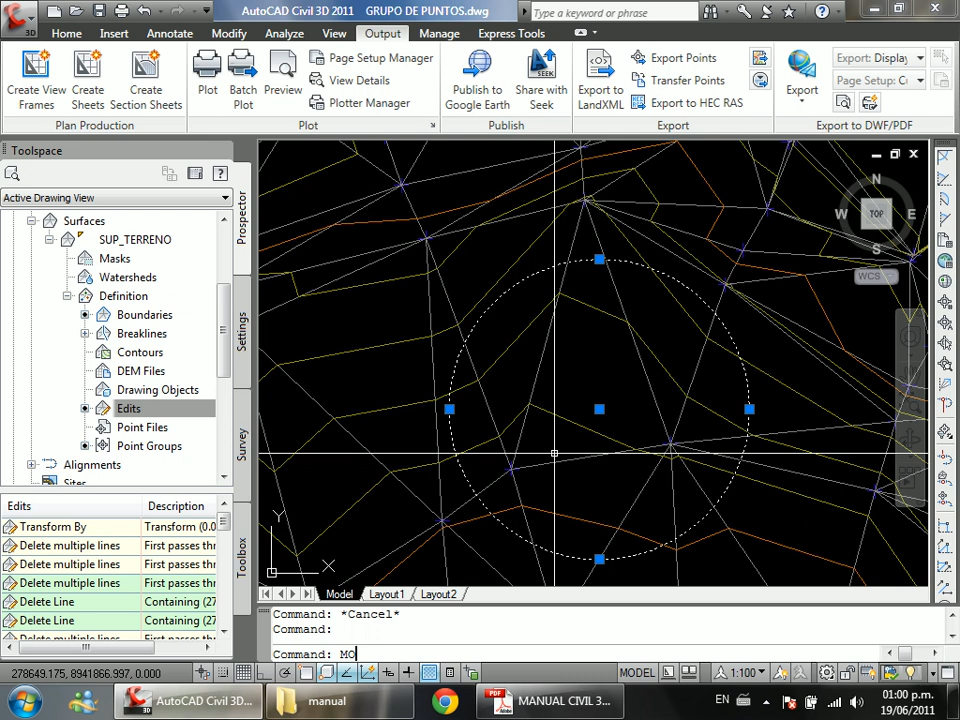 AutoCAD Civil 3D 2011 GRUPO DE PUNTOS.dwg
Type a keyword or phrase
3D
Home Insert Annotate Modify Analyze View Output Manage Express Tools
Create View Frames
Create Sheets
Create Section Sheets
Plan Production
Plot
Batch Plot
Preview
Page Setup Manager
View Details
Plotter Manager
Plot
Publish to Google Earth
Share with Seek
SEEK
Publish
Export to LandXML
Export Points
Transfer Points
Export to HEC RAS
Export
Export
Export: Display
Page Setup: C
Export to DWF/PDF
Toolspace
Active Drawing View
Surfaces
SUP_TERRENO
Masks
Watersheds
Definition
Boundaries
Breaklines
Contours
DEM Files
Drawing Objects
Edits
Point Files
Point Groups
Alignments
Sites
Prospector
Settings
Survey
Toolbox
Edits Description
Transform By Transform (0.0
Delete multiple lines First passes thr
Delete multiple lines First passes thr
Delete multiple lines First passes thr
Delete Line Containing (27
Delete Line Containing (27
Delete multiple lines First passes thr
N
W TOP E
S
WCS
Y
X
Model Layout1 Layout2
Command: *Cancel*
Command:
Command: MO
278649.175, 8941866.997, 0.000
MODEL
1:100
AutoCAD Civil 3D...
manual
MANUAL CIVIL 3...
EN
01:00 p.m.
19/06/2011